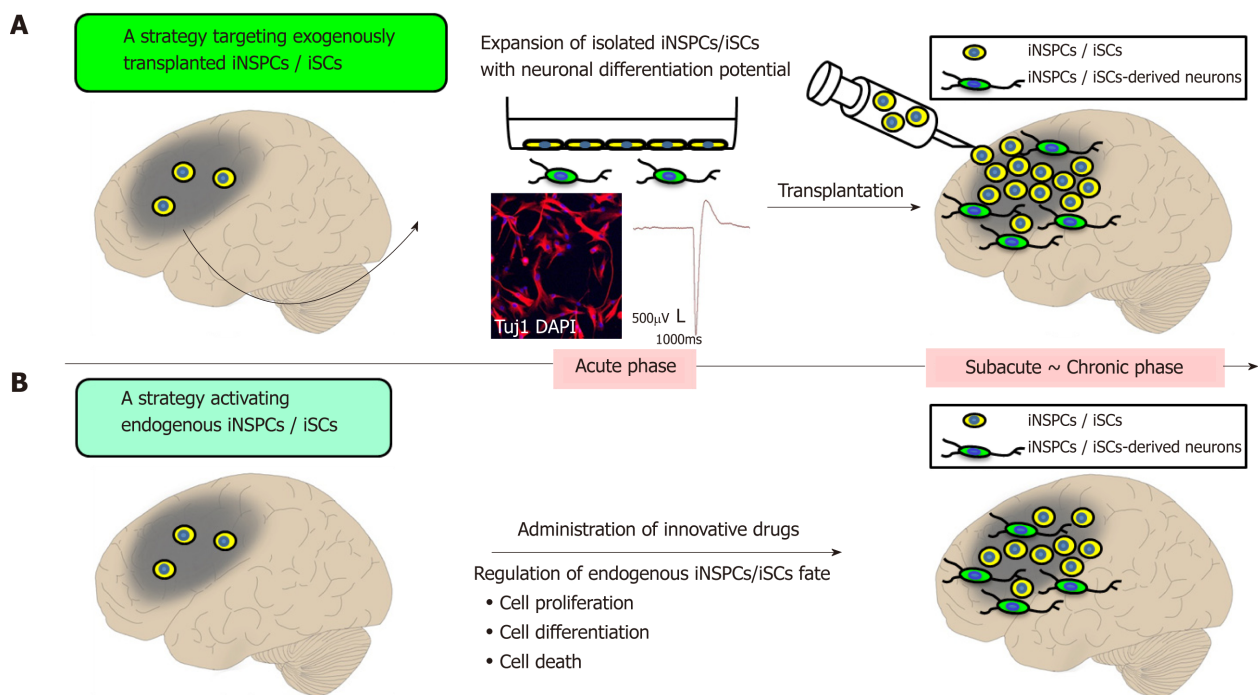 A
A strategy targeting exogenously
transplanted iNSPCs / iSCs
Expansion of isolated iNSPCs/iSCs
with neuronal differentiation potential
iNSPCs / iSCs
iNSPCs / iSCs-derived neurons
Transplantation
Tuj1 DAPI
500μV
1000ms
Acute phase
Subacute ~ Chronic phase
B
A strategy activating
endogenous iNSPCs / iSCs
iNSPCs / iSCs
iNSPCs / iSCs-derived neurons
Administration of innovative drugs
Regulation of endogenous iNSPCs/iSCs fate
• Cell proliferation
• Cell differentiation
• Cell death